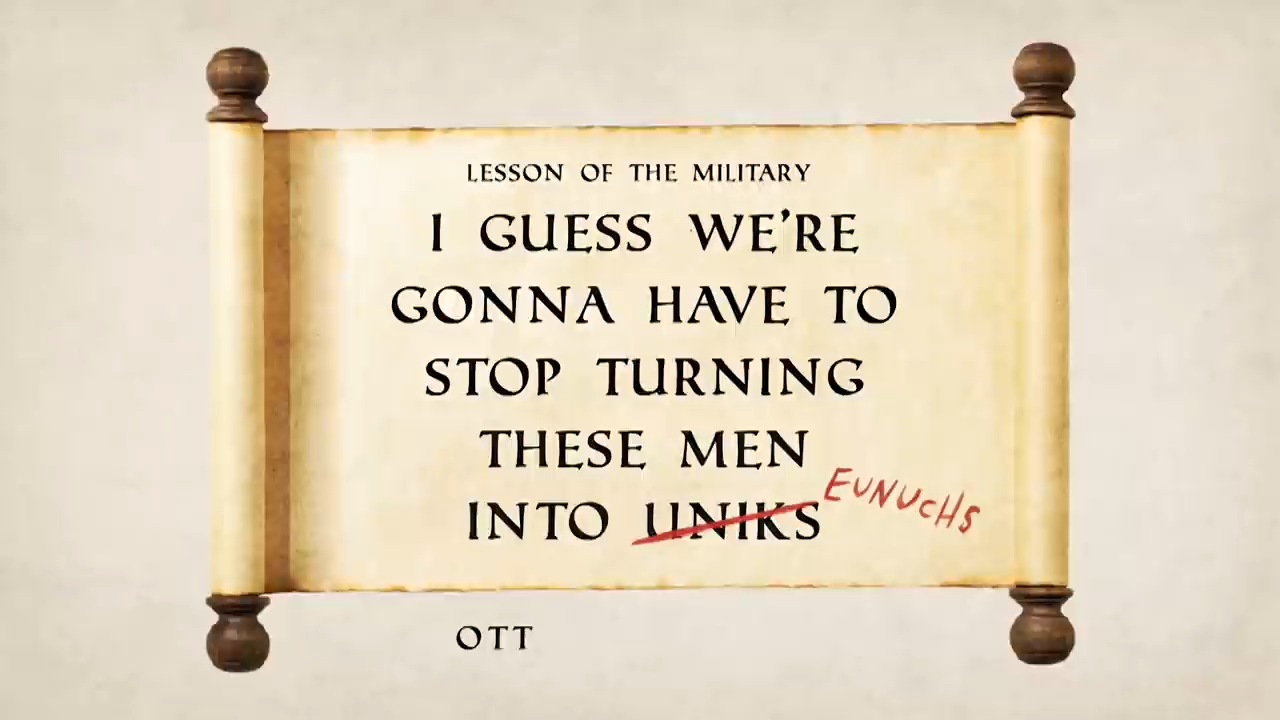 LESSON OF THE MILITARY
I GUESS WE'RE
GONNA HAVE TO
STOP TURNING
THESE MEN
INTO UNIKS EUNUCHS
OTT